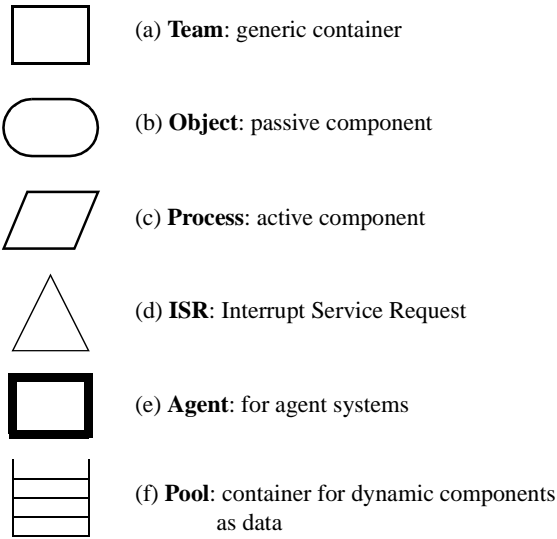 (a) Team: generic container
(b) Object: passive component
(c) Process: active component
(d) ISR: Interrupt Service Request
(e) Agent: for agent systems
(f) Pool: container for dynamic components
as data